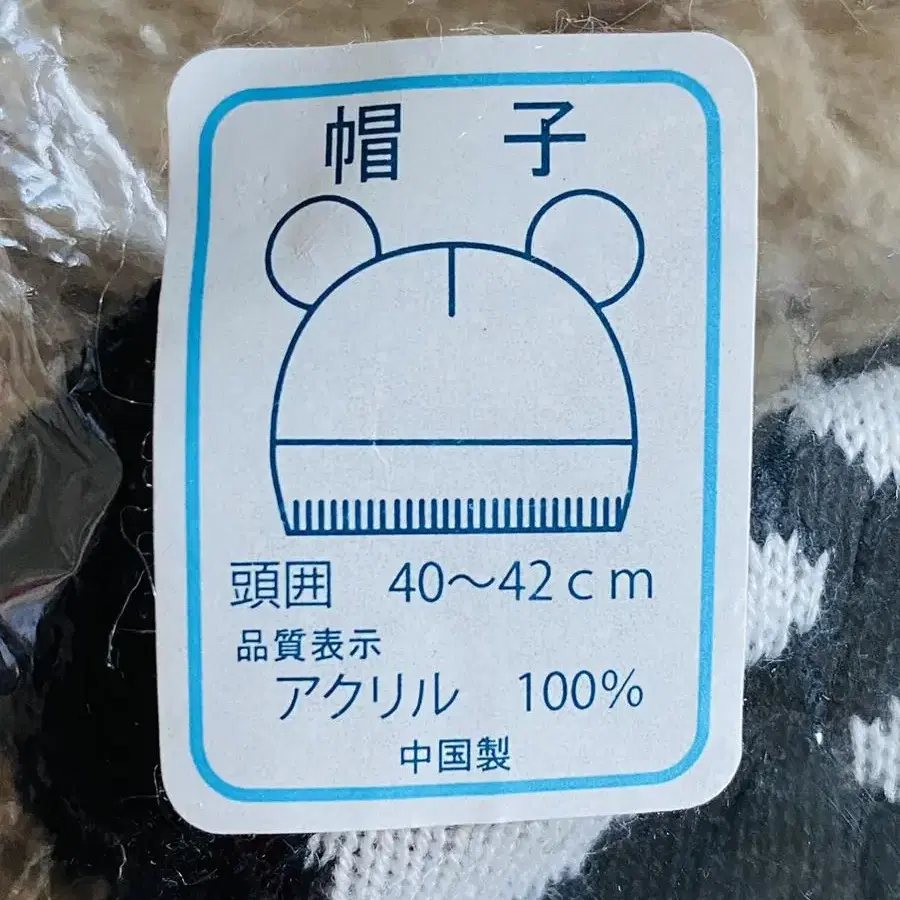 帽　子
頭囲　40～42ｃｍ
品質表示
アクリル　100％
中国製